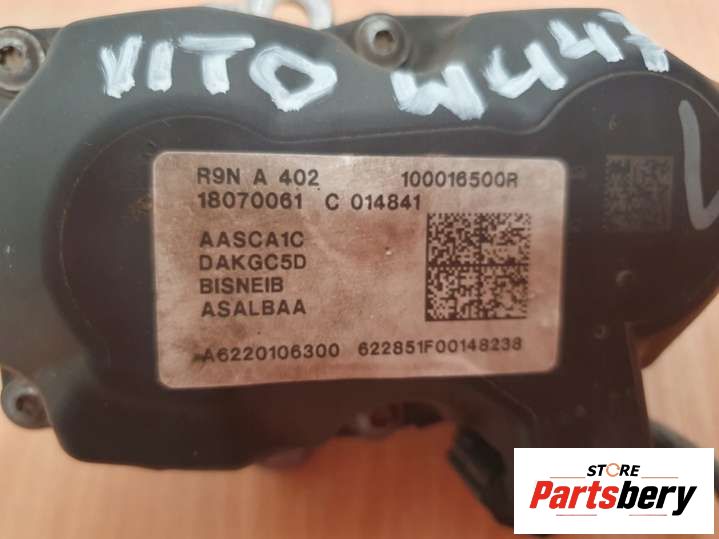 VITO W447
R9N A 402 100016500R
18070061 C 014841
AASCA1C
DAKGC5D
BISNEIB
ASALBAA
A6220106300 622851F00148238
STORE
Partsbery